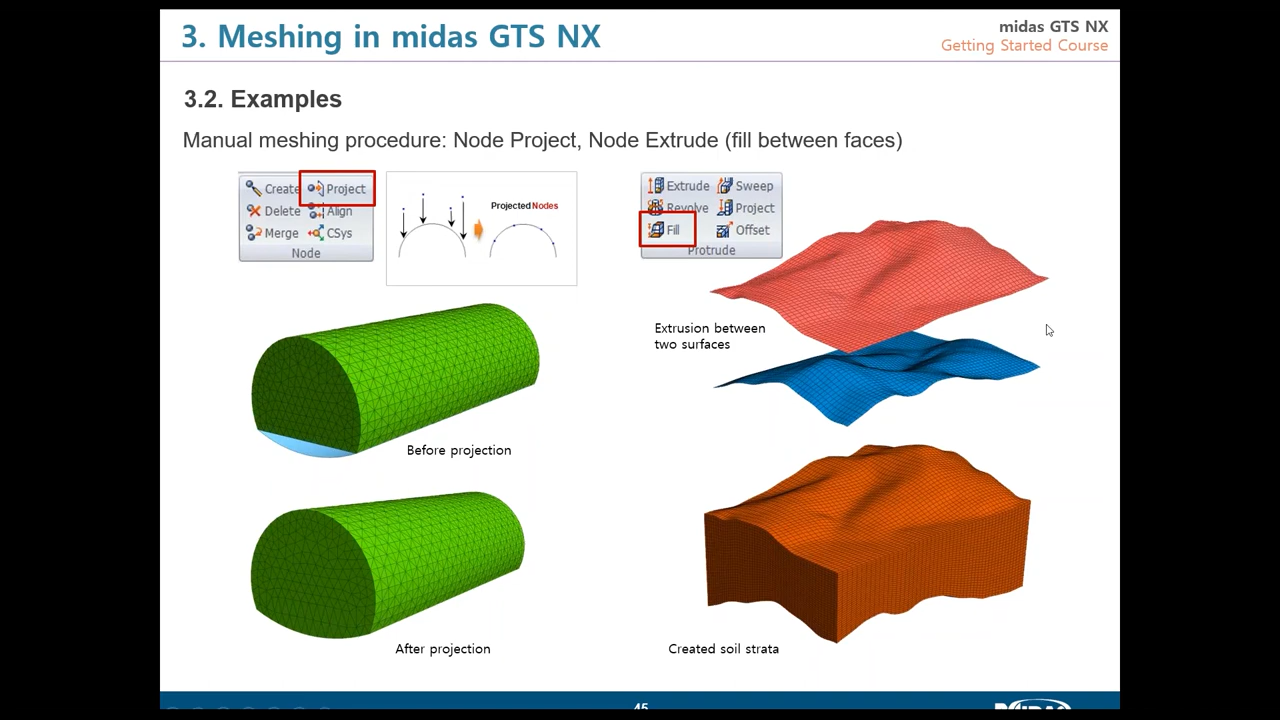 3. Meshing in midas GTS NX
midas GTS NX
Getting Started Course
3.2. Examples
Manual meshing procedure: Node Project, Node Extrude (fill between faces)
Create Project
Delete Align
Merge CSys
Node
Projected Nodes
Extrude Sweep
Revolve Project
Fill Offset
Protrude
Extrusion between
two surfaces
Before projection
After projection
Created soil strata
45
MIDAS